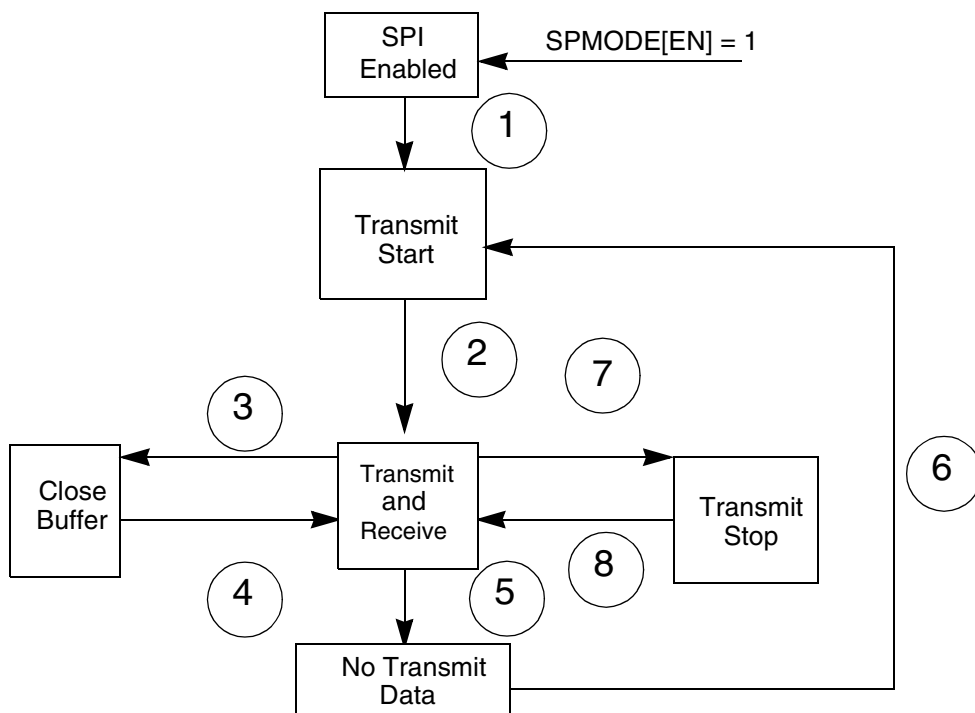 SPI
Enabled
SPMODE[EN] = 1
1
Transmit
Start
2
7
3
6
Close
Buffer
Transmit
and
Receive
Transmit
Stop
4
5
8
No Transmit
Data